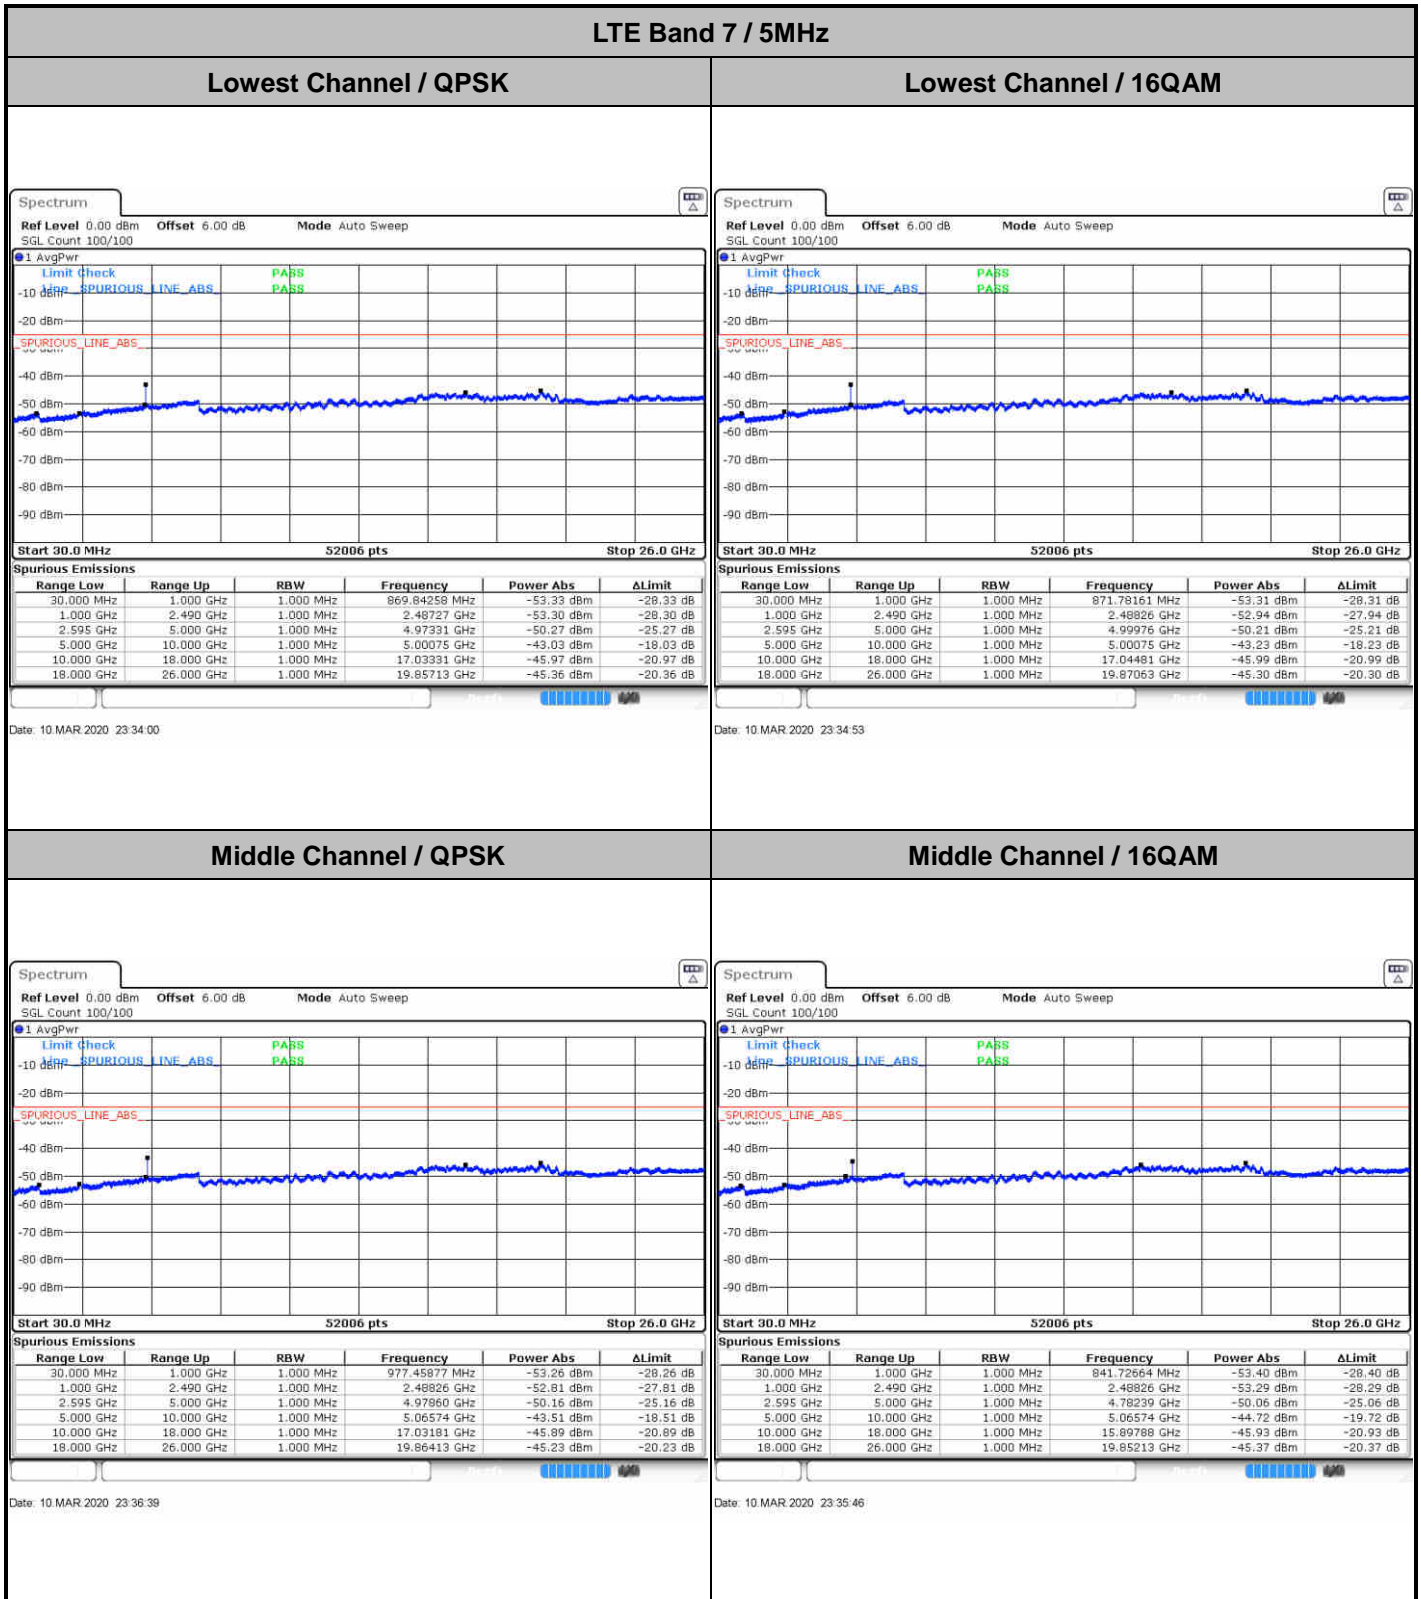 LTE Band 7 / 5MHz
Lowest Channel / QPSK
Lowest Channel / 16QAM
Spectrum
Ref Level 0.00 dBm Offset 6.00 dB Mode Auto Sweep
SGL Count 100/100
1 AvgPwr
Limit Check PASS
Line _SPURIOUS_LINE_ABS_ PASS
-10 dBm
-20 dBm
_SPURIOUS_LINE_ABS_
-40 dBm
-50 dBm
-60 dBm
-70 dBm
-80 dBm
-90 dBm
Start 30.0 MHz 52006 pts Stop 26.0 GHz
Spurious Emissions
Range Low Range Up RBW Frequency Power Abs ΔLimit
30.000 MHz 1.000 GHz 1.000 MHz 869.84258 MHz -53.33 dBm -28.33 dB
1.000 GHz 2.490 GHz 1.000 MHz 2.48727 GHz -53.30 dBm -28.30 dB
2.595 GHz 5.000 GHz 1.000 MHz 4.97331 GHz -50.27 dBm -25.27 dB
5.000 GHz 10.000 GHz 1.000 MHz 5.00075 GHz -43.03 dBm -18.03 dB
10.000 GHz 18.000 GHz 1.000 MHz 17.03331 GHz -45.97 dBm -20.97 dB
18.000 GHz 26.000 GHz 1.000 MHz 19.85713 GHz -45.36 dBm -20.36 dB
Date: 10.MAR.2020 23:34:00
Spectrum
Ref Level 0.00 dBm Offset 6.00 dB Mode Auto Sweep
SGL Count 100/100
1 AvgPwr
Limit Check PASS
Line _SPURIOUS_LINE_ABS_ PASS
-10 dBm
-20 dBm
_SPURIOUS_LINE_ABS_
-40 dBm
-50 dBm
-60 dBm
-70 dBm
-80 dBm
-90 dBm
Start 30.0 MHz 52006 pts Stop 26.0 GHz
Spurious Emissions
Range Low Range Up RBW Frequency Power Abs ΔLimit
30.000 MHz 1.000 GHz 1.000 MHz 871.78161 MHz -53.31 dBm -28.31 dB
1.000 GHz 2.490 GHz 1.000 MHz 2.48826 GHz -52.94 dBm -27.94 dB
2.595 GHz 5.000 GHz 1.000 MHz 4.99976 GHz -50.21 dBm -25.21 dB
5.000 GHz 10.000 GHz 1.000 MHz 5.00075 GHz -43.23 dBm -18.23 dB
10.000 GHz 18.000 GHz 1.000 MHz 17.04481 GHz -45.99 dBm -20.99 dB
18.000 GHz 26.000 GHz 1.000 MHz 19.87063 GHz -45.30 dBm -20.30 dB
Date: 10.MAR.2020 23:34:53
Middle Channel / QPSK
Middle Channel / 16QAM
Spectrum
Ref Level 0.00 dBm Offset 6.00 dB Mode Auto Sweep
SGL Count 100/100
1 AvgPwr
Limit Check PASS
Line _SPURIOUS_LINE_ABS_ PASS
-10 dBm
-20 dBm
_SPURIOUS_LINE_ABS_
-40 dBm
-50 dBm
-60 dBm
-70 dBm
-80 dBm
-90 dBm
Start 30.0 MHz 52006 pts Stop 26.0 GHz
Spurious Emissions
Range Low Range Up RBW Frequency Power Abs ΔLimit
30.000 MHz 1.000 GHz 1.000 MHz 977.45877 MHz -53.26 dBm -28.26 dB
1.000 GHz 2.490 GHz 1.000 MHz 2.48826 GHz -52.81 dBm -27.81 dB
2.595 GHz 5.000 GHz 1.000 MHz 4.97860 GHz -50.16 dBm -25.16 dB
5.000 GHz 10.000 GHz 1.000 MHz 5.06574 GHz -43.51 dBm -18.51 dB
10.000 GHz 18.000 GHz 1.000 MHz 17.03181 GHz -45.89 dBm -20.89 dB
18.000 GHz 26.000 GHz 1.000 MHz 19.86413 GHz -45.23 dBm -20.23 dB
Date: 10.MAR.2020 23:36:39
Spectrum
Ref Level 0.00 dBm Offset 6.00 dB Mode Auto Sweep
SGL Count 100/100
1 AvgPwr
Limit Check PASS
Line _SPURIOUS_LINE_ABS_ PASS
-10 dBm
-20 dBm
_SPURIOUS_LINE_ABS_
-40 dBm
-50 dBm
-60 dBm
-70 dBm
-80 dBm
-90 dBm
Start 30.0 MHz 52006 pts Stop 26.0 GHz
Spurious Emissions
Range Low Range Up RBW Frequency Power Abs ΔLimit
30.000 MHz 1.000 GHz 1.000 MHz 841.72664 MHz -53.40 dBm -28.40 dB
1.000 GHz 2.490 GHz 1.000 MHz 2.48826 GHz -53.29 dBm -28.29 dB
2.595 GHz 5.000 GHz 1.000 MHz 4.78239 GHz -50.06 dBm -25.06 dB
5.000 GHz 10.000 GHz 1.000 MHz 5.06574 GHz -44.72 dBm -19.72 dB
10.000 GHz 18.000 GHz 1.000 MHz 15.89788 GHz -45.93 dBm -20.93 dB
18.000 GHz 26.000 GHz 1.000 MHz 19.85213 GHz -45.37 dBm -20.37 dB
Date: 10.MAR.2020 23:35:46